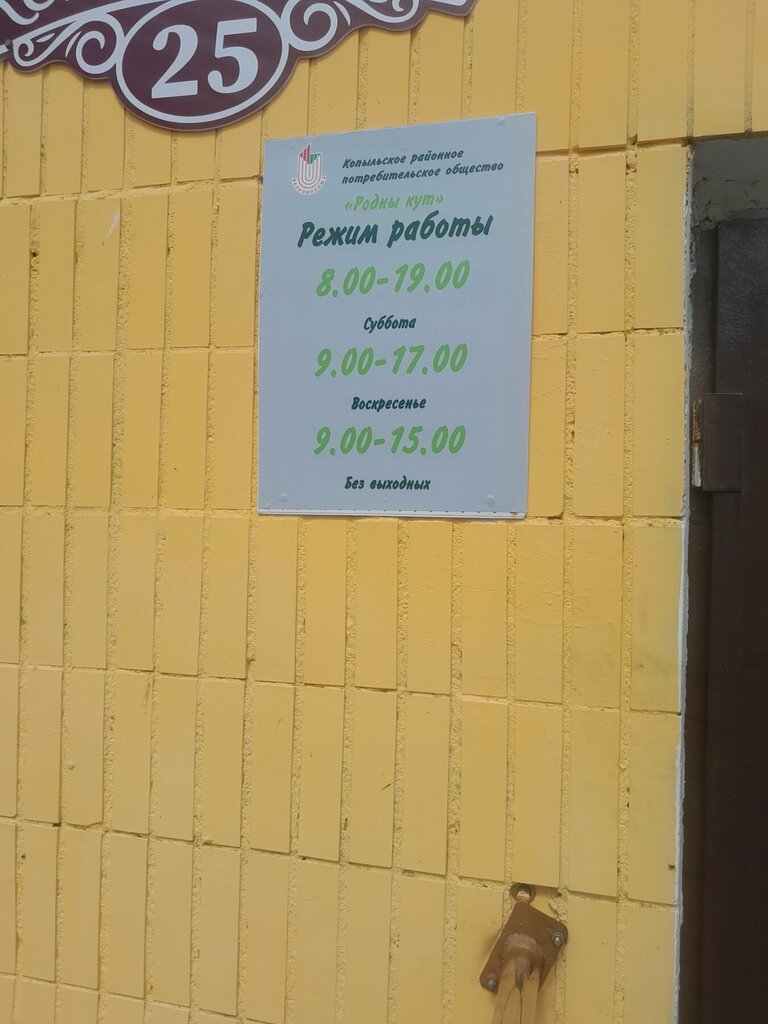 25
Копыльское районное
потребительское общество
«Родны кут»
Режим работы
8.00-19.00
Суббота
9.00-17.00
Воскресенье
9.00-15.00
Без выходных